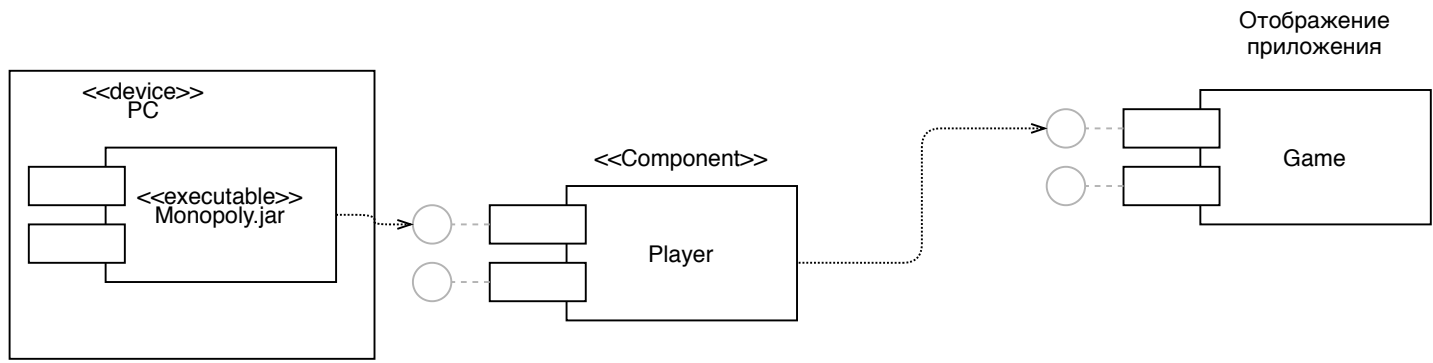 <<device>>
PC
<<executable>>
Monopoly.jar
<<Component>>
Player
Отображение
приложения
Game